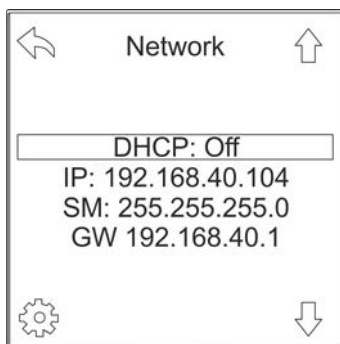 Network
DHCP: Off
IP: 192.168.40.104
SM: 255.255.255.0
GW 192.168.40.1